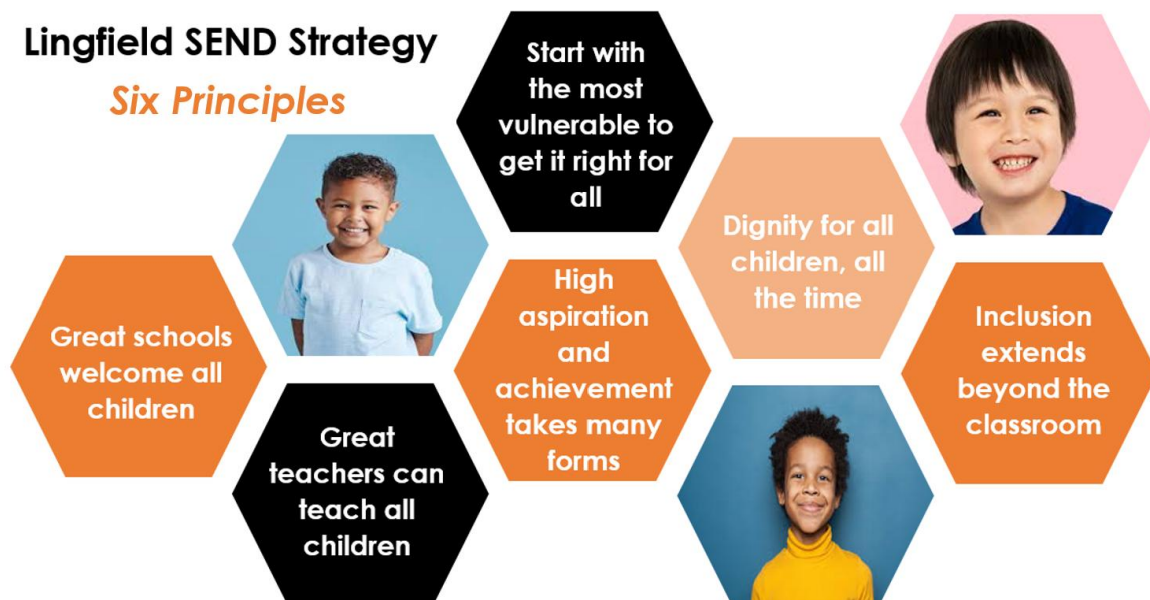 Lingfield SEND Strategy
Six Principles
Start with
the most
vulnerable to
get it right for
all
Dignity for all
children, all
the time
Great schools
welcome all
children
High
aspiration
and
achievement
takes many
forms
Inclusion
extends
beyond the
classroom
Great
teachers can
teach all
children